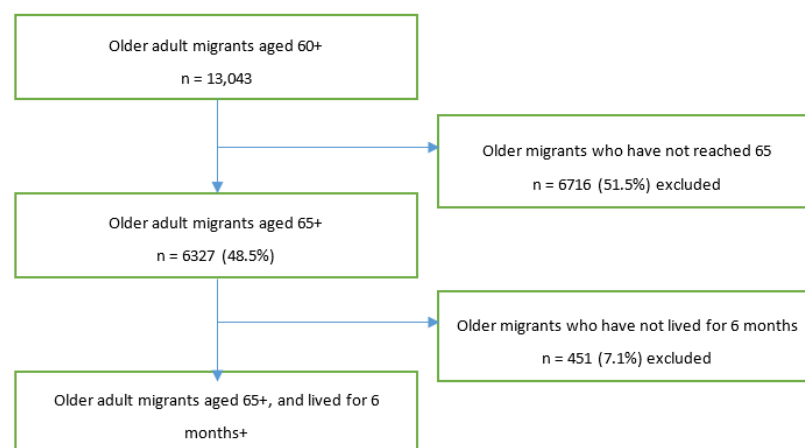 Older adult migrants aged 60+
n = 13,043
Older migrants who have not reached 65
n = 6716 (51.5%) excluded
Older adult migrants aged 65+
n = 6327 (48.5%)
Older migrants who have not lived for 6 months
n = 451 (7.1%) excluded
Older adult migrants aged 65+, and lived for 6
months+